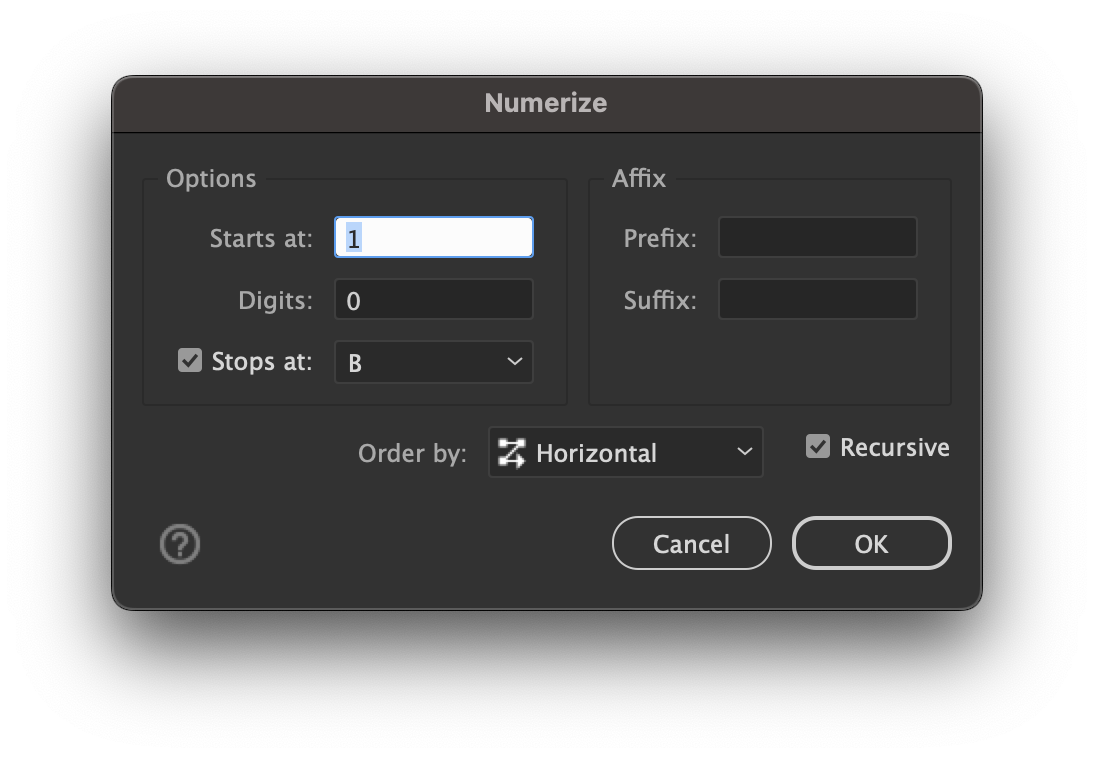 Numerize
Options
Starts at: 1
Digits: 0
Stops at: B
Affix
Prefix:
Suffix:
Order by: Horizontal
Recursive
?
Cancel
OK